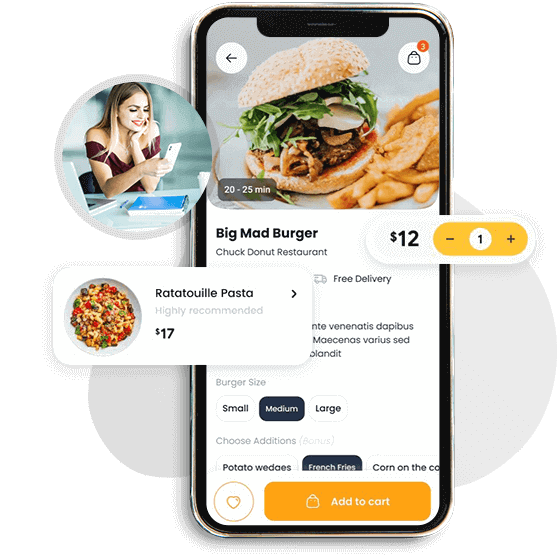 3
20 - 25 min
Big Mad Burger
Chuck Donut Restaurant
$12
−
1
+
Free Delivery
Ratatouille Pasta
Highly recommended
$17
nte venenatis dapibus
Maecenas varius sed
blandit
Burger Size
Small
Medium
Large
Choose Additions (Bonus)
Potato wedges
French Fries
Corn on the co
Add to cart